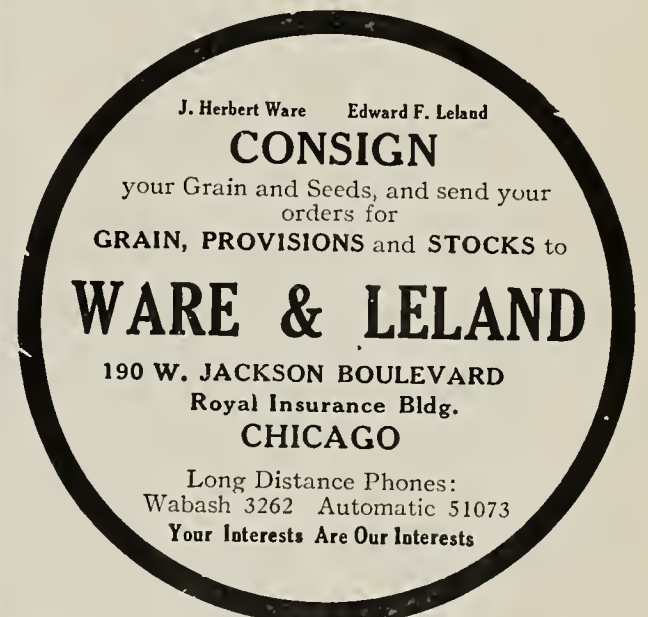 J. Herbert Ware Edward F. Leland
CONSIGN
your Grain and Seeds, and send your
orders for
GRAIN, PROVISIONS and STOCKS to
WARE & LELAND
190 W. JACKSON BOULEVARD
Royal Insurance Bldg.
CHICAGO
Long Distance Phones:
Wabash 3262 Automatic 51073
Your Interests Are Our Interests